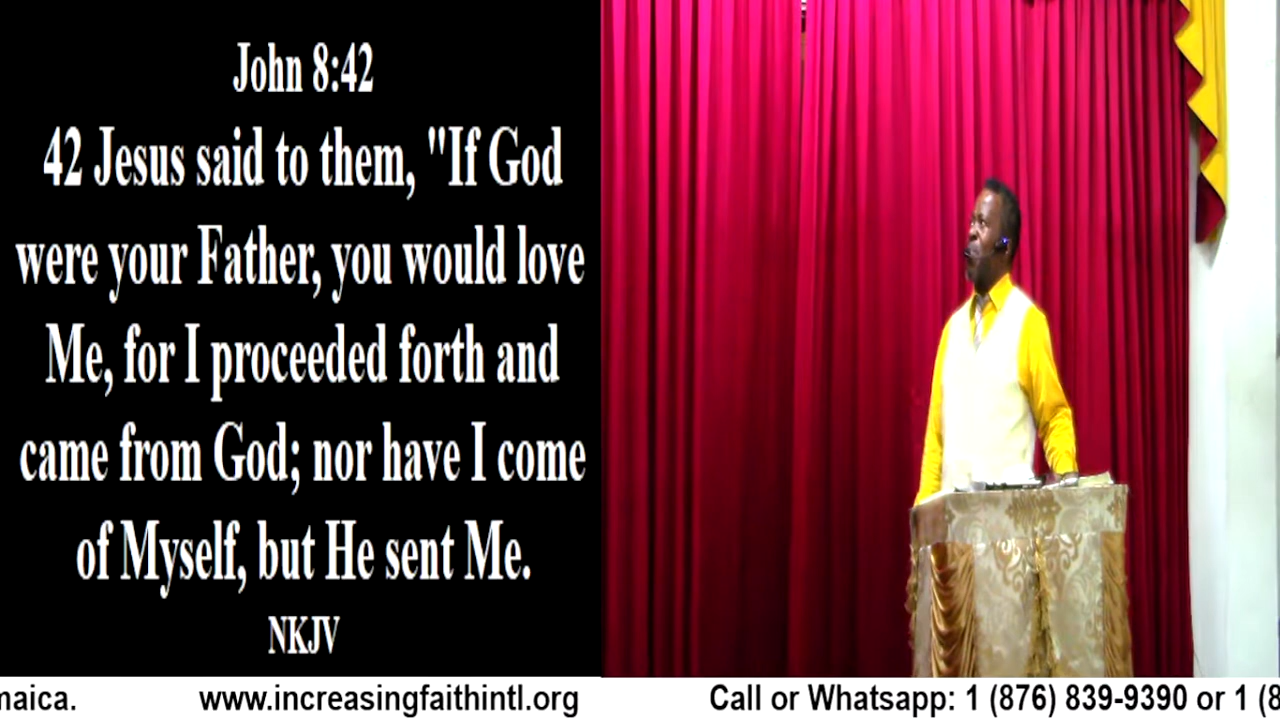 John 8:42
42 Jesus said to them, "If God
were your Father, you would love
Me, for I proceeded forth and
came from God; nor have I come
of Myself, but He sent Me.
NKJV
maica. www.increasingfaithintl.org Call or Whatsapp: 1 (876) 839-9390 or 1 (8